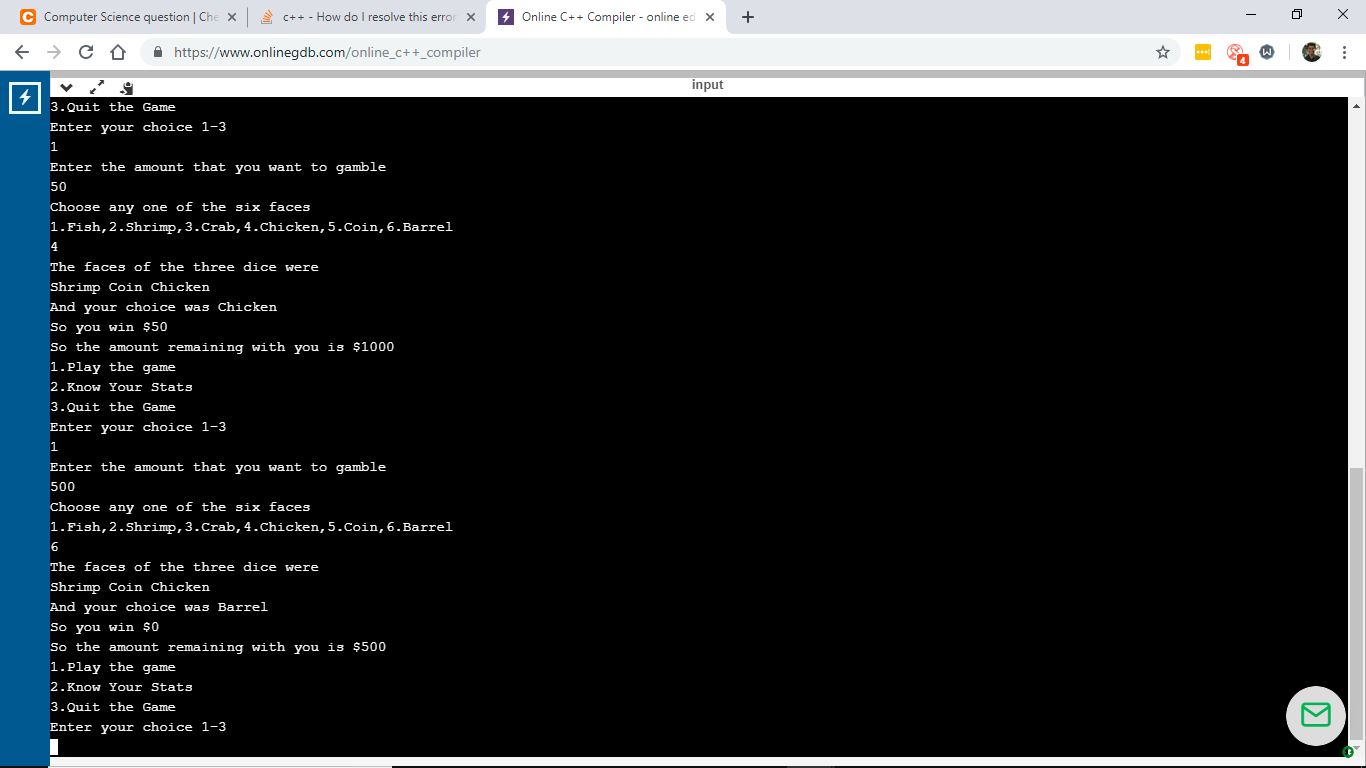 Computer Science question | Che
c++ - How do I resolve this error
Online C++ Compiler - online ed
https://www.onlinegdb.com/online_c++_compiler
4
input
3.Quit the Game
Enter your choice 1-3
1
Enter the amount that you want to gamble
50
Choose any one of the six faces
1.Fish,2.Shrimp,3.Crab,4.Chicken,5.Coin,6.Barrel
4
The faces of the three dice were
Shrimp Coin Chicken
And your choice was Chicken
So you win $50
So the amount remaining with you is $1000
1.Play the game
2.Know Your Stats
3.Quit the Game
Enter your choice 1-3
1
Enter the amount that you want to gamble
500
Choose any one of the six faces
1.Fish,2.Shrimp,3.Crab,4.Chicken,5.Coin,6.Barrel
6
The faces of the three dice were
Shrimp Coin Chicken
And your choice was Barrel
So you win $0
So the amount remaining with you is $500
1.Play the game
2.Know Your Stats
3.Quit the Game
Enter your choice 1-3